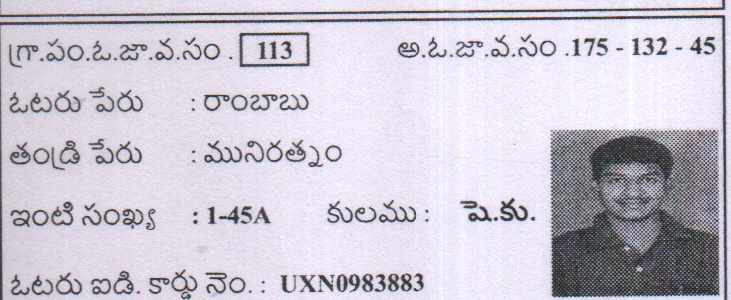 గ్రా.పం.ఓ.జా.వ.సం . 113 అ.ఓ.జా.వ.సం .175 - 132 - 45
ఓటరు పేరు : రాంబాబు
తండ్రి పేరు : మునిరత్నం
ఇంటి సంఖ్య : 1-45A కులము : షె.కు.
ఓటరు ఐడి. కార్డు నెం. : UXN0983883